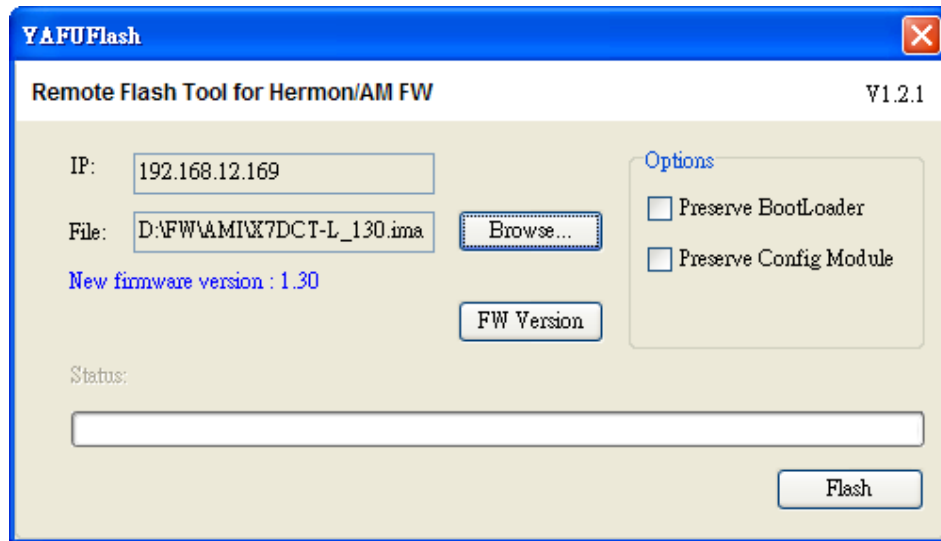 YAFUFlash
Remote Flash Tool for Hermon/AM FW
V1.2.1
IP:
192.168.12.169
File:
D:\FW\AMI\X7DCT-L_130.ima
Browse...
New firmware version : 1.30
FW Version
Options
Preserve BootLoader
Preserve Config Module
Status:
Flash